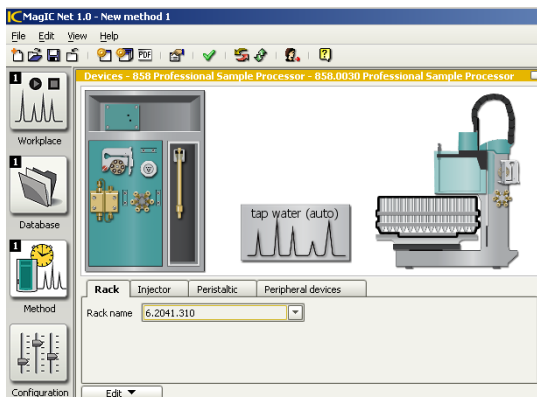 MagIC Net 1.0 - New method 1
File Edit View Help
PDF
Devices - 858 Professional Sample Processor - 858.0030 Professional Sample Processor
1
Workplace
1
Database
1
Method
Configuration
tap water (auto)
Rack Injector Peristaltic Peripheral devices
Rack name 6.2041.310
Edit